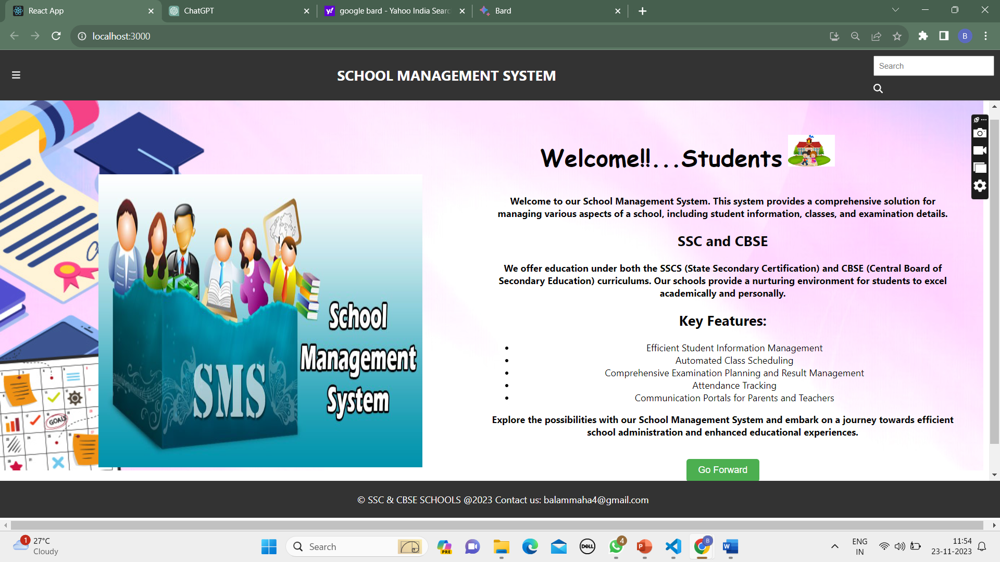 React App
ChatGPT
google bard - Yahoo India Searc
Bard
localhost:3000
B
SCHOOL MANAGEMENT SYSTEM
Search
Welcome!!...Students
Welcome to our School Management System. This system provides a comprehensive solution for
managing various aspects of a school, including student information, classes, and examination details.
SSC and CBSE
We offer education under both the SSCS (State Secondary Certification) and CBSE (Central Board of
Secondary Education) curriculums. Our schools provide a nurturing environment for students to excel
academically and personally.
Key Features:
• Efficient Student Information Management
• Automated Class Scheduling
• Comprehensive Examination Planning and Result Management
• Attendance Tracking
• Communication Portals for Parents and Teachers
Explore the possibilities with our School Management System and embark on a journey towards efficient
school administration and enhanced educational experiences.
Go Forward
School
Management
System
SMS
GOALS
© SSC & CBSE SCHOOLS @2023 Contact us: balammaha4@gmail.com
1
27°C
Cloudy
Search
PRE
DELL
4
P
B
W
ENG
IN
11:54
23-11-2023